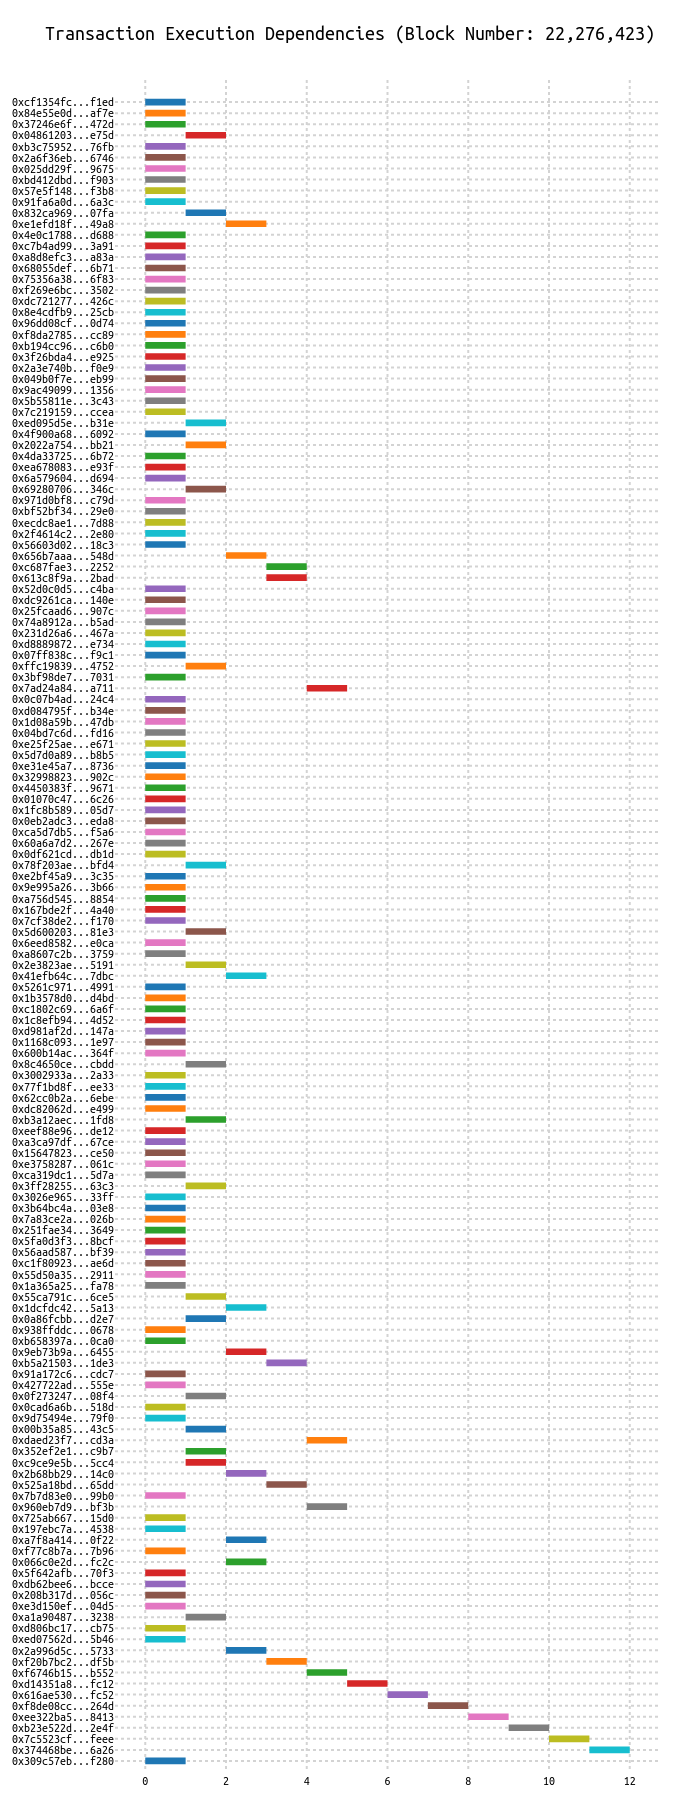 Transaction Execution Dependencies (Block Number: 22,276,423)
0xcf1354fc...f1ed
0x84e55e0d...af7e
0x37246e6f...472d
0x04861203...e75d
0xb3c75952...76fb
0x2a6f36eb...6746
0x025dd29f...9675
0xbd412dbd...f903
0x57e5f148...f3b8
0x91fa6a0d...6a3c
0x832ca969...07fa
0xe1efd18f...49a8
0x4e0c1788...d688
0xc7b4ad99...3a91
0xa8d8efc3...a83a
0x68055def...6b71
0x75356a38...6f83
0xf269e6bc...3502
0xdc721277...426c
0x8e4cdfb9...25cb
0x96dd08cf...0d74
0xf8da2785...cc89
0xb194cc96...c6b0
0x3f26bda4...e925
0x2a3e740b...f0e9
0x049b0f7e...eb99
0x9ac49099...1356
0x5b55811e...3c43
0x7c219159...ccea
0xed095d5e...b31e
0x4f900a68...6092
0x2022a754...bb21
0x4da33725...6b72
0xea678083...e93f
0x6a579604...d694
0x69280706...346c
0x971d0bf8...c79d
0xbf52bf34...29e0
0xecdc8ae1...7d88
0x2f4614c2...2e80
0x56603d02...18c3
0x656b7aaa...548d
0xc687fae3...2252
0x613c8f9a...2bad
0x52d0c0d5...c4ba
0xdc9261ca...140e
0x25fcaad6...907c
0x74a8912a...b5ad
0x231d26a6...467a
0xd8889872...e734
0x07ff838c...f9c1
0xffc19839...4752
0x3bf98de7...7031
0x7ad24a84...a711
0x0c07b4ad...24c4
0xd084795f...b34e
0x1d08a59b...47db
0x04bd7c6d...fd16
0xe25f25ae...e671
0x5d7d0a89...b8b5
0xe31e45a7...8736
0x32998823...902c
0x4450383f...9671
0x01070c47...6c26
0x1fc8b589...05d7
0x0eb2adc3...eda8
0xca5d7db5...f5a6
0x60a6a7d2...267e
0x0df621cd...db1d
0x78f203ae...bfd4
0xe2bf45a9...3c35
0x9e995a26...3b66
0xa756d545...8854
0x167bde2f...4a40
0x7cf38de2...f170
0x5d600203...81e3
0x6eed8582...e0ca
0xa8607c2b...3759
0x2e3823ae...5191
0x41efb64c...7dbc
0x5261c971...4991
0x1b3578d0...d4bd
0xc1802c69...6a6f
0x1c8efb94...4d52
0xd981af2d...147a
0x1168c093...1e97
0x600b14ac...364f
0x8c4650ce...cbdd
0x3002933a...2a33
0x77f1bd8f...ee33
0x62cc0b2a...6ebe
0xdc82062d...e499
0xb3a12aec...1fd8
0xeef88e96...de12
0xa3ca97df...67ce
0x15647823...ce50
0xe3758287...061c
0xca319dc1...5d7a
0x3ff28255...63c3
0x3026e965...33ff
0x3b64bc4a...03e8
0x7a83ce2a...026b
0x251fae34...3649
0x5fa0d3f3...8bcf
0x56aad587...bf39
0xc1f80923...ae6d
0x55d50a35...2911
0x1a365a25...fa78
0x55ca791c...6ce5
0x1dcfdc42...5a13
0x0a86fcbb...d2e7
0x938ffddc...0678
0xb658397a...0ca0
0x9eb73b9a...6455
0xb5a21503...1de3
0x91a172c6...cdc7
0x427722ad...555e
0x0f273247...08f4
0x0cad6a6b...518d
0x9d75494e...79f0
0x00b35a85...43c5
0xdaed23f7...cd3a
0x352ef2e1...c9b7
0xc9ce9e5b...5cc4
0x2b68bb29...14c0
0x525a18bd...65dd
0x7b7d83e0...99b0
0x960eb7d9...bf3b
0x725ab667...15d0
0x197ebc7a...4538
0xa7f8a414...0f22
0xf77c8b7a...7b96
0x066c0e2d...fc2c
0x5f642afb...70f3
0xdb62bee6...bcce
0x208b317d...056c
0xe3d150ef...04d5
0xa1a90487...3238
0xd806bc17...cb75
0xed07562d...5b46
0x2a996d5c...5733
0xf20b7bc2...df5b
0xf6746b15...b552
0xd14351a8...fc12
0x616ae530...fc52
0xf8de08cc...264d
0xee322ba5...8413
0xb23e522d...2e4f
0x7c5523cf...feee
0x374468be...6a26
0x309c57eb...f280
0 2 4 6 8 10 12